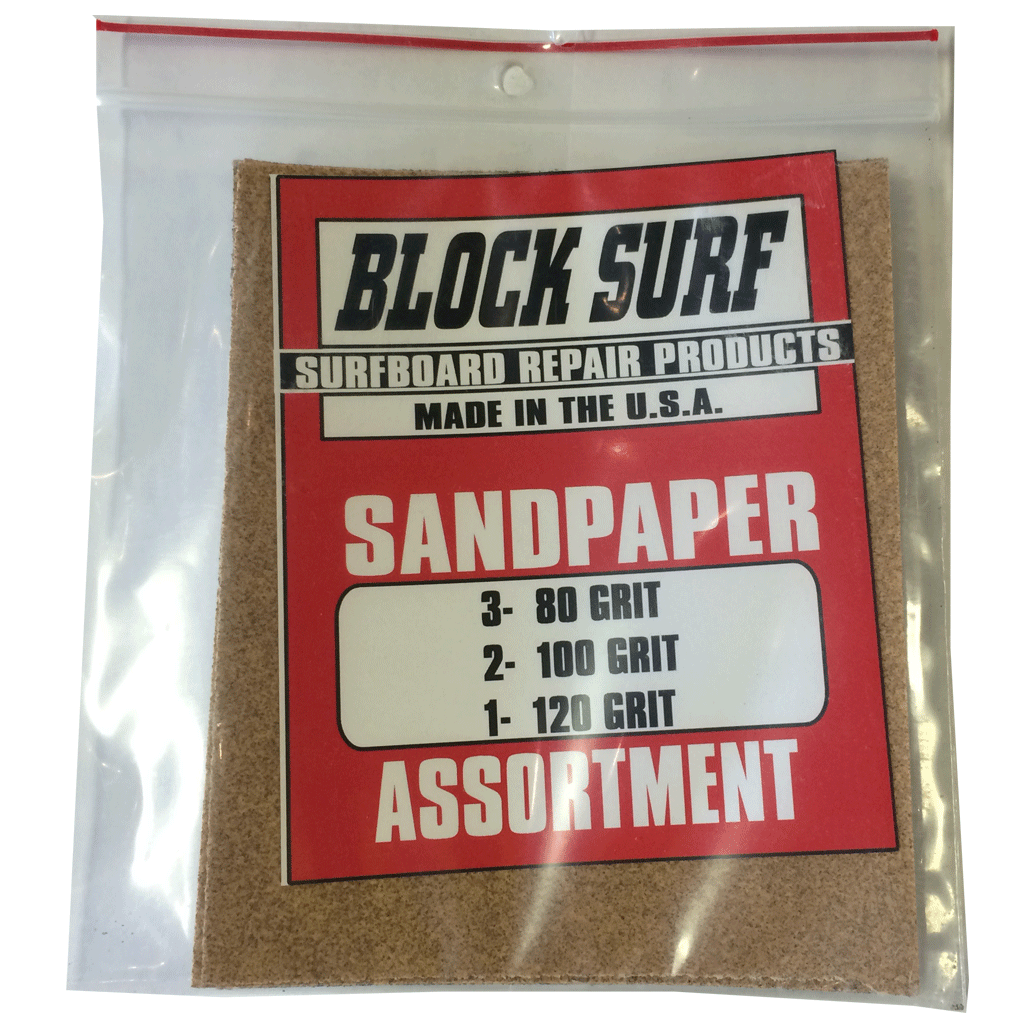 BLOCK SURF
SURFBOARD REPAIR PRODUCTS
MADE IN THE U.S.A.
SANDPAPER
3- 80 GRIT
2- 100 GRIT
1- 120 GRIT
ASSORTMENT